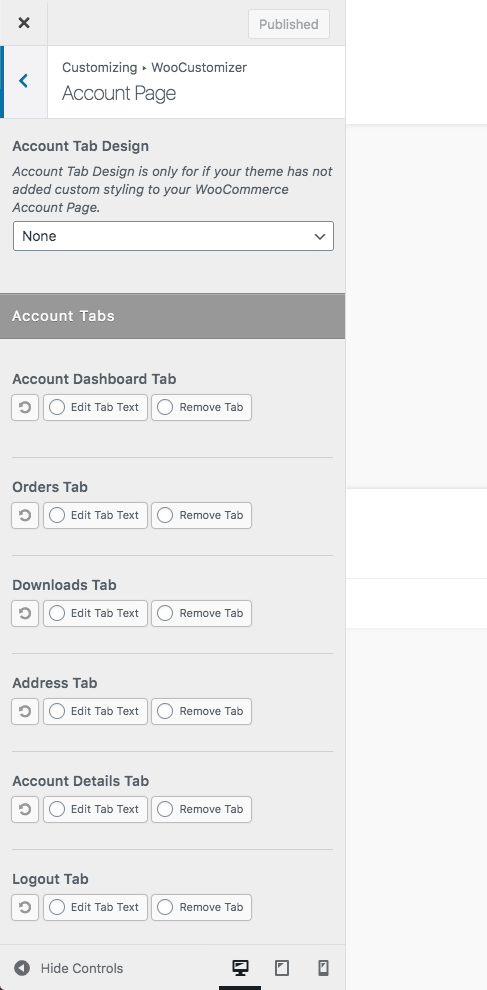 Published
Customizing ▸ WooCustomizer
Account Page
Account Tab Design
Account Tab Design is only for if your theme has not
added custom styling to your WooCommerce
Account Page.
None
Account Tabs
Account Dashboard Tab
Edit Tab Text Remove Tab
Orders Tab
Edit Tab Text Remove Tab
Downloads Tab
Edit Tab Text Remove Tab
Address Tab
Edit Tab Text Remove Tab
Account Details Tab
Edit Tab Text Remove Tab
Logout Tab
Edit Tab Text Remove Tab
Hide Controls